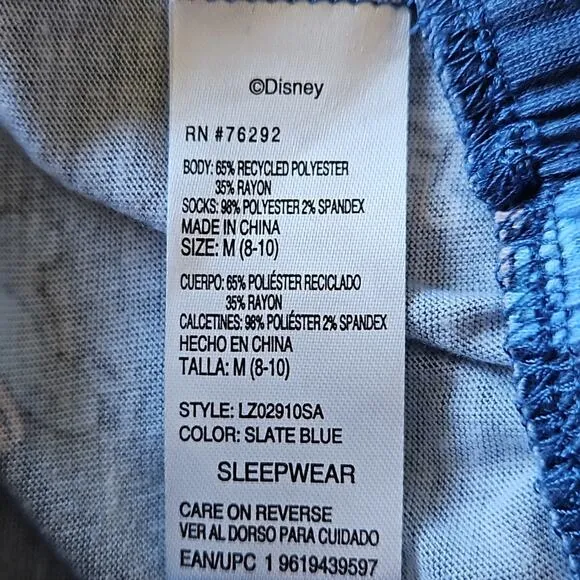 ©Disney
RN #76292
BODY: 65% RECYCLED POLYESTER
35% RAYON
SOCKS: 98% POLYESTER 2% SPANDEX
MADE IN CHINA
SIZE: M (8-10)
CUERPO: 65% POLIÉSTER RECICLADO
35% RAYON
CALCETINES: 98% POLIÉSTER 2% SPANDEX
HECHO EN CHINA
TALLA: M (8-10)
STYLE: LZ02910SA
COLOR: SLATE BLUE
SLEEPWEAR
CARE ON REVERSE
VER AL DORSO PARA CUIDADO
EAN/UPC 1 9619439597